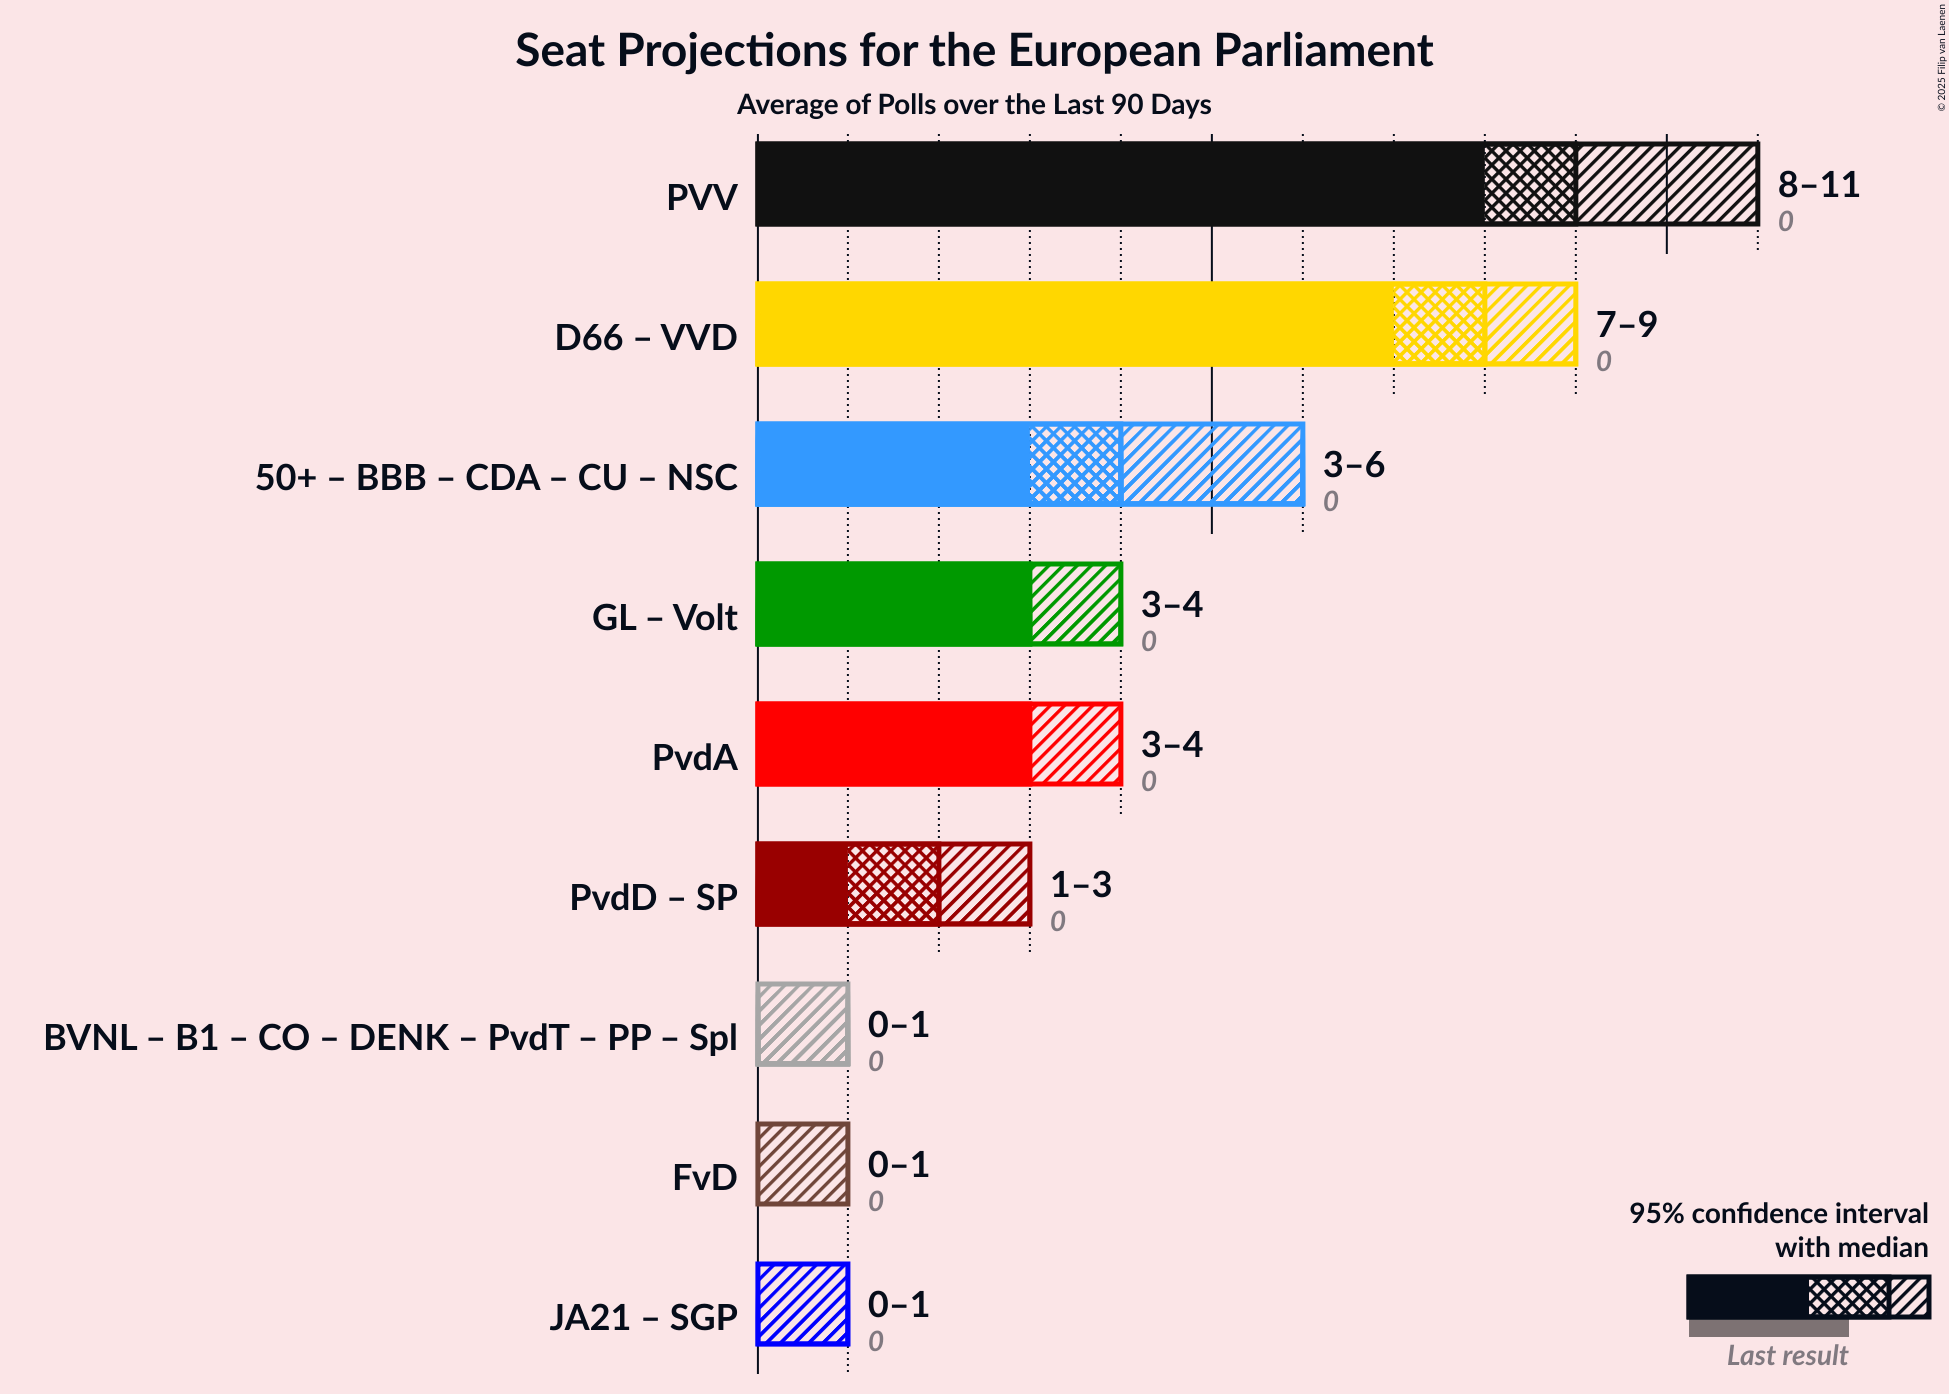 Seat Projections for the European Parliament
Average of Polls over the Last 90 Days
© 2025 Filip van Laenen
PVV
8–11
0
D66 – VVD
7–9
0
50+ – BBB – CDA – CU – NSC
3–6
0
GL – Volt
3–4
0
PvdA
3–4
0
PvdD – SP
1–3
0
BVNL – B1 – CO – DENK – PvdT – PP – Spl
0–1
0
FvD
0–1
0
JA21 – SGP
0–1
0
95% confidence interval
with median
Last result